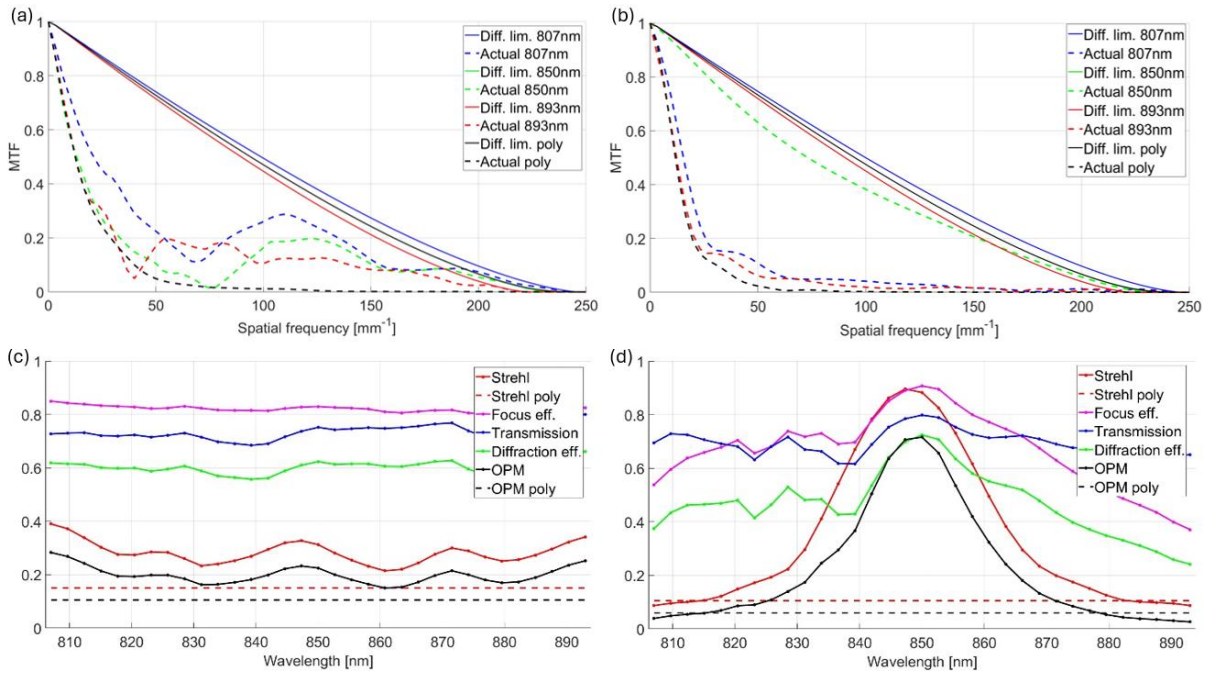 (a)
1
0.8
0.6
0.4
0.2
0
MTF
Diff. lim. 807nm
Actual 807nm
Diff. lim. 850nm
Actual 850nm
Diff. lim. 893nm
Actual 893nm
Diff. lim. poly
Actual poly
0 50 100 150 200 250
Spatial frequency [mm⁻¹]
(b)
1
0.8
0.6
0.4
0.2
0
MTF
Diff. lim. 807nm
Actual 807nm
Diff. lim. 850nm
Actual 850nm
Diff. lim. 893nm
Actual 893nm
Diff. lim. poly
Actual poly
0 50 100 150 200 250
Spatial frequency [mm⁻¹]
(c)
1
0.8
0.6
0.4
0.2
0
Strehl
Strehl poly
Focus eff.
Transmission
Diffraction eff.
OPM
OPM poly
810 820 830 840 850 860 870 880 890
Wavelength [nm]
(d)
1
0.8
0.6
0.4
0.2
0
Strehl
Strehl poly
Focus eff.
Transmission
Diffraction eff.
OPM
OPM poly
810 820 830 840 850 860 870 880 890
Wavelength [nm]